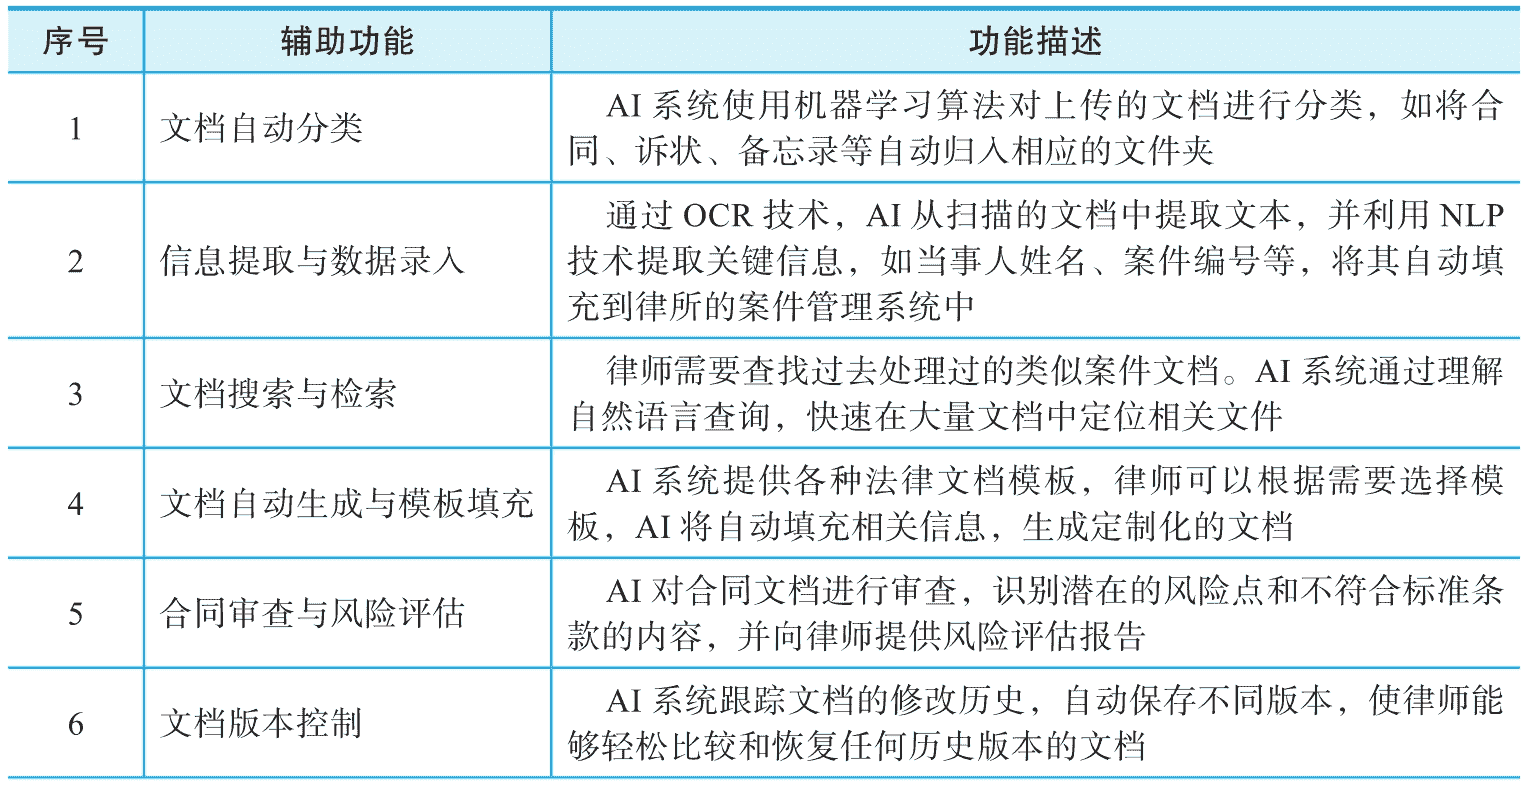 序号 辅助功能 功能描述
1 文档自动分类
AI 系统使用机器学习算法对上传的文档进行分类，如将合
同、诉状、备忘录等自动归入相应的文件夹
2 信息提取与数据录入
通过 OCR 技术，AI 从扫描的文档中提取文本，并利用 NLP
技术提取关键信息，如当事人姓名、案件编号等，将其自动填
充到律所的案件管理系统中
3 文档搜索与检索
律师需要查找过去处理过的类似案件文档。AI 系统通过理解
自然语言查询，快速在大量文档中定位相关文件
4 文档自动生成与模板填充
AI 系统提供各种法律文档模板，律师可以根据需要选择模
板，AI 将自动填充相关信息，生成定制化的文档
5 合同审查与风险评估
AI 对合同文档进行审查，识别潜在的风险点和不符合标准条
款的内容，并向律师提供风险评估报告
6 文档版本控制
AI 系统跟踪文档的修改历史，自动保存不同版本，使律师能
够轻松比较和恢复任何历史版本的文档